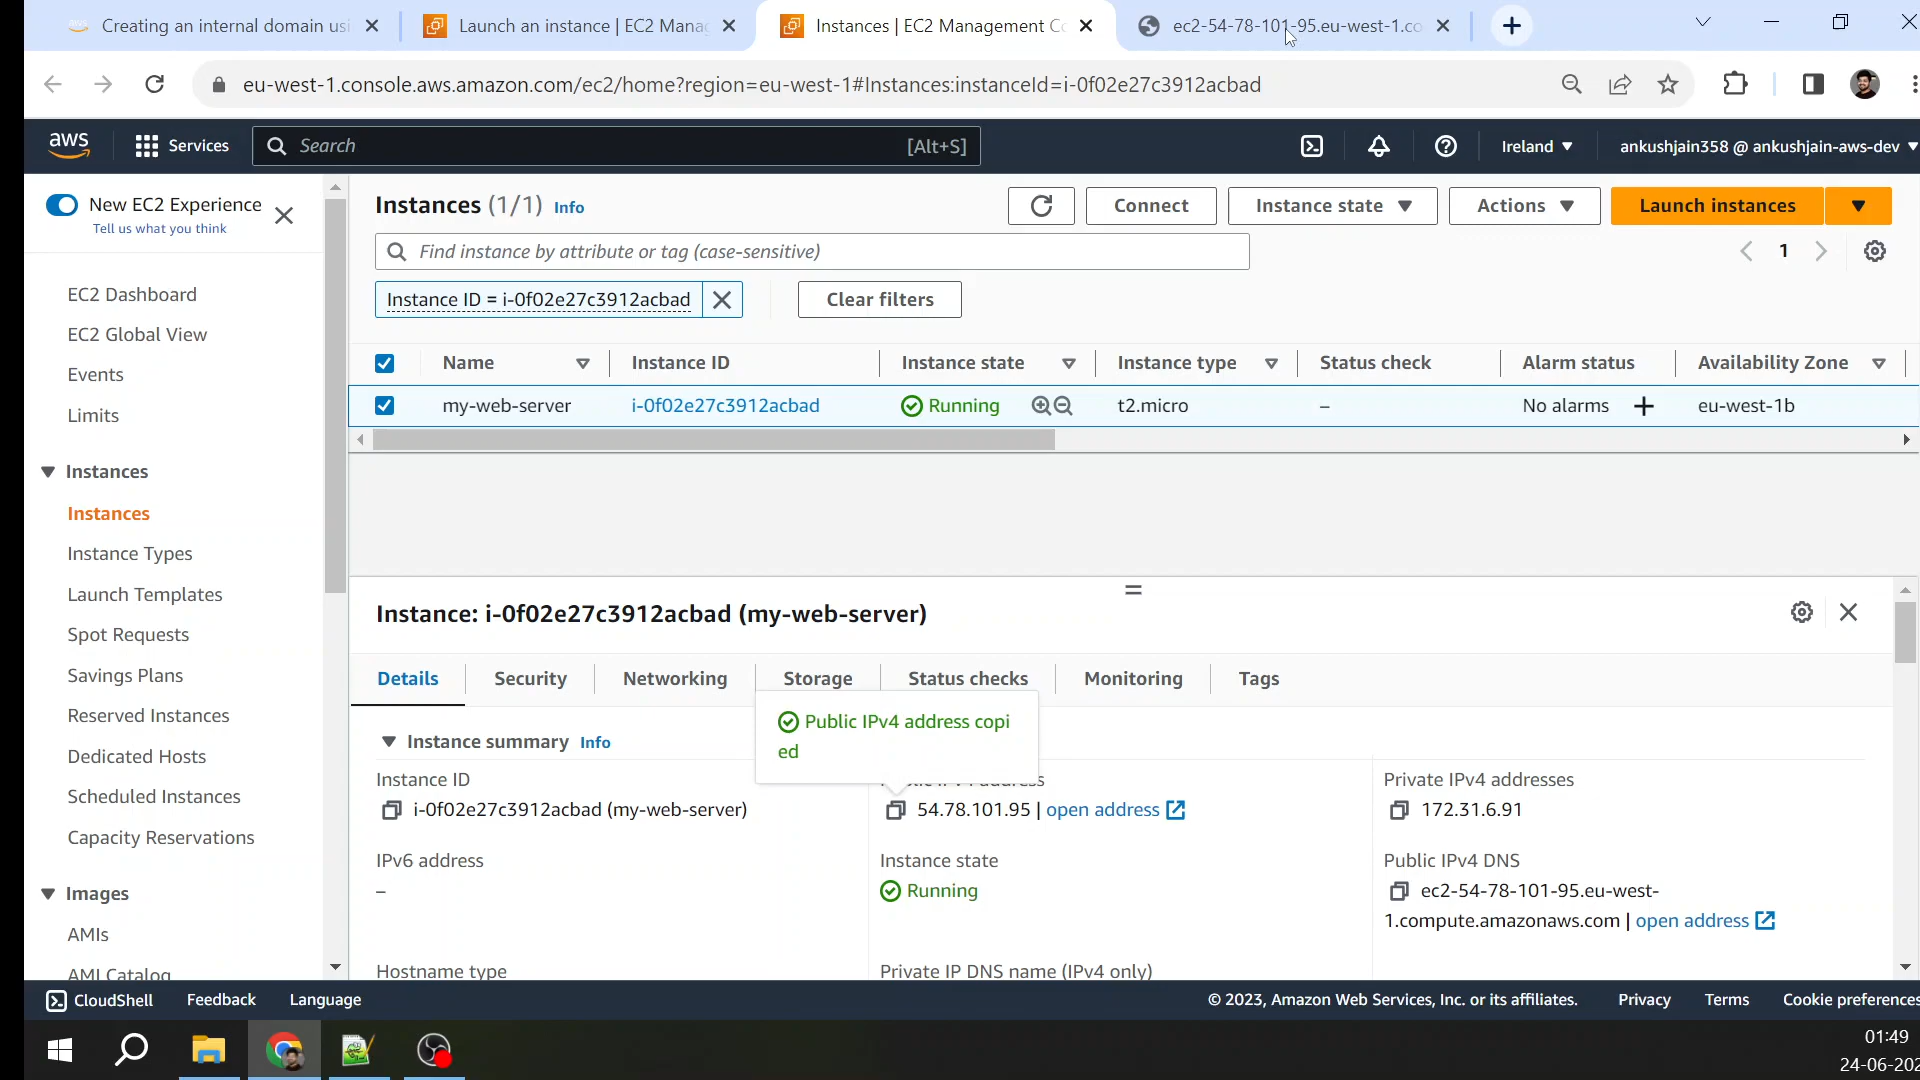 Creating an internal domain usi
Launch an instance | EC2 Manag
Instances | EC2 Management Co
ec2-54-78-101-95.eu-west-1.co
eu-west-1.console.aws.amazon.com/ec2/home?region=eu-west-1#Instances:instanceId=i-0f02e27c3912acbad
aws
Services
Search
[Alt+S]
Ireland
ankushjain358 @ ankushjain-aws-dev
New EC2 Experience
Tell us what you think
EC2 Dashboard
EC2 Global View
Events
Limits
Instances
Instances
Instance Types
Launch Templates
Spot Requests
Savings Plans
Reserved Instances
Dedicated Hosts
Scheduled Instances
Capacity Reservations
Images
AMIs
AMI Catalog
Instances (1/1) Info
Connect
Instance state
Actions
Launch instances
Find instance by attribute or tag (case-sensitive)
1
Instance ID = i-0f02e27c3912acbad
Clear filters
Name
Instance ID
Instance state
Instance type
Status check
Alarm status
Availability Zone
my-web-server
i-0f02e27c3912acbad
Running
t2.micro
–
No alarms
eu-west-1b
Instance: i-0f02e27c3912acbad (my-web-server)
Details
Security
Networking
Storage
Status checks
Monitoring
Tags
Public IPv4 address copi
ed
Instance summary Info
Instance ID
i-0f02e27c3912acbad (my-web-server)
54.78.101.95 | open address
Private IPv4 addresses
172.31.6.91
IPv6 address
–
Instance state
Running
Public IPv4 DNS
ec2-54-78-101-95.eu-west-
1.compute.amazonaws.com | open address
Hostname type
Private IP DNS name (IPv4 only)
CloudShell
Feedback
Language
© 2023, Amazon Web Services, Inc. or its affiliates.
Privacy
Terms
Cookie preferences
01:49
24-06-202